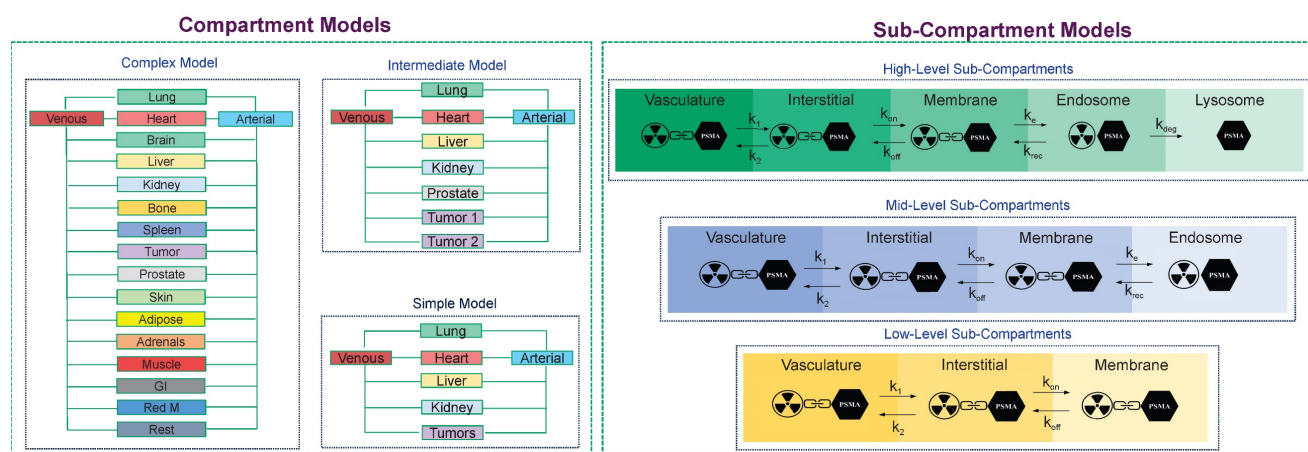 Compartment Models
Complex Model
Lung
Venous
Heart
Arterial
Brain
Liver
Kidney
Bone
Spleen
Tumor
Prostate
Skin
Adipose
Adrenals
Muscle
GI
Red M
Rest
Intermediate Model
Lung
Venous
Heart
Arterial
Liver
Kidney
Prostate
Tumor 1
Tumor 2
Simple Model
Lung
Venous
Heart
Arterial
Liver
Kidney
Tumors
Sub-Compartment Models
High-Level Sub-Compartments
Vasculature Interstitial Membrane Endosome Lysosome
k1 kon ke kdeg
PSMA PSMA PSMA PSMA PSMA
k2 koff krec
Mid-Level Sub-Compartments
Vasculature Interstitial Membrane Endosome
k1 kon ke
PSMA PSMA PSMA PSMA
k2 koff krec
Low-Level Sub-Compartments
Vasculature Interstitial Membrane
k1 kon
PSMA PSMA PSMA
k2 koff